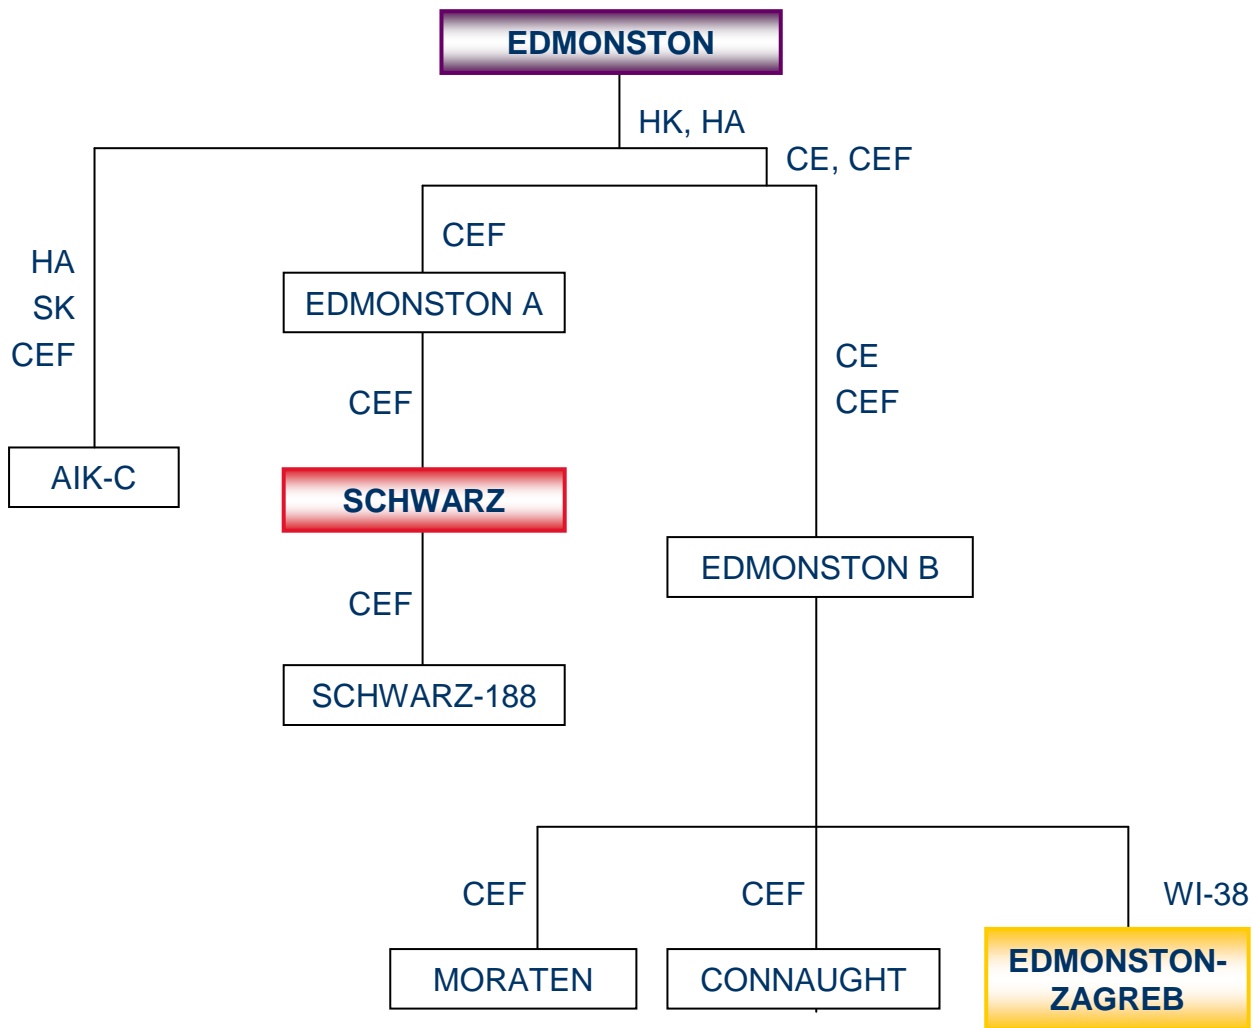 EDMONSTON
HK, HA
CE, CEF
CEF
HA
SK
CEF
EDMONSTON A
CE
CEF
CEF
AIK-C
SCHWARZ
EDMONSTON B
CEF
SCHWARZ-188
CEF
CEF
WI-38
MORATEN
CONNAUGHT
EDMONSTON-
ZAGREB